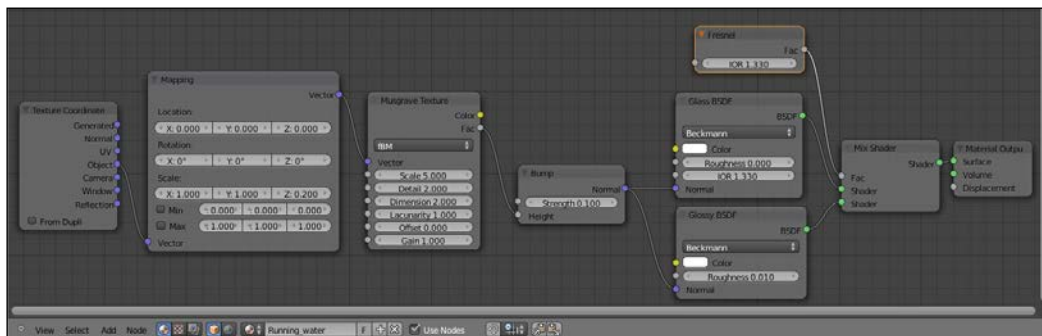 Texture Coordinate
Generated
Normal
UV
Object
Camera
Window
Reflection
From Dupli
Mapping
Vector
Location:
X: 0.000 Y: 0.000 Z: 0.000
Rotation:
X: 0° Y: 0° Z: 0°
Scale:
X: 1.000 Y: 1.000 Z: 0.200
Min 0.000 0.000 0.000
Max 1.000 1.000 1.000
Vector
Musgrave Texture
Color
Fac
fBM
Vector
Scale 5.000
Detail 2.000
Dimension 2.000
Lacunarity 1.000
Offset 0.000
Gain 1.000
Bump
Normal
Strength 0.100
Height
Fresnel
Fac
IOR 1.330
Glass BSDF
BSDF
Beckmann
Color
Roughness 0.000
IOR 1.330
Normal
Glossy BSDF
BSDF
Beckmann
Color
Roughness 0.010
Normal
Mix Shader
Shader
Fac
Shader
Shader
Material Outpu
Surface
Volume
Displacement
View Select Add Node Running_water F Use Nodes